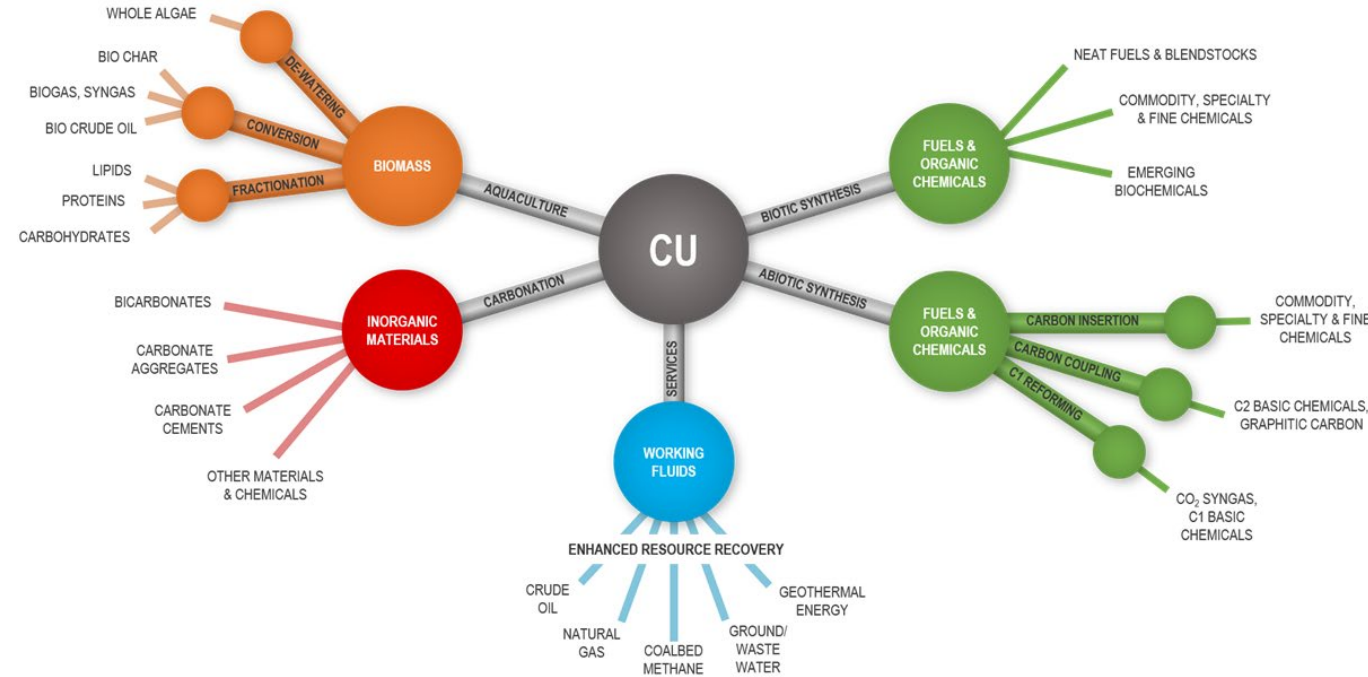 WHOLE ALGAE
BIO CHAR
BIOGAS, SYNGAS
BIO CRUDE OIL
LIPIDS
PROTEINS
CARBOHYDRATES
DE-WATERING
CONVERSION
FRACTIONATION
BIOMASS
AQUACULTURE
CU
BIOTIC SYNTHESIS
FUELS &
ORGANIC
CHEMICALS
NEAT FUELS & BLENDSTOCKS
COMMODITY, SPECIALTY
& FINE CHEMICALS
EMERGING
BIOCHEMICALS
BICARBONATES
CARBONATE
AGGREGATES
CARBONATE
CEMENTS
OTHER MATERIALS
& CHEMICALS
INORGANIC
MATERIALS
CARBONATION
ABIOTIC SYNTHESIS
FUELS &
ORGANIC
CHEMICALS
CARBON INSERTION
CARBON COUPLING
C1 REFORMING
COMMODITY,
SPECIALTY & FINE
CHEMICALS
C2 BASIC CHEMICALS,
GRAPHITIC CARBON
CO₂ SYNGAS,
C1 BASIC
CHEMICALS
SERVICES
WORKING
FLUIDS
ENHANCED RESOURCE RECOVERY
CRUDE
OIL
NATURAL
GAS
COALBED
METHANE
GROUND/
WASTE
WATER
GEOTHERMAL
ENERGY